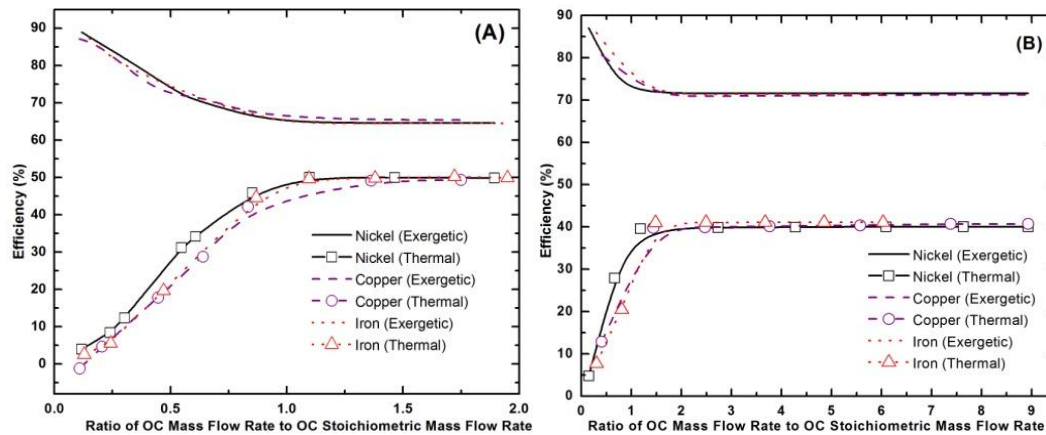 (A)
Efficiency (%)
90
80
70
60
50
40
30
20
10
0
Nickel (Exergetic)
Nickel (Thermal)
Copper (Exergetic)
Copper (Thermal)
Iron (Exergetic)
Iron (Thermal)
0.0 0.5 1.0 1.5 2.0
Ratio of OC Mass Flow Rate to OC Stoichiometric Mass Flow Rate
(B)
Efficiency (%)
90
80
70
60
50
40
30
20
10
0
Nickel (Exergetic)
Nickel (Thermal)
Copper (Exergetic)
Copper (Thermal)
Iron (Exergetic)
Iron (Thermal)
0 1 2 3 4 5 6 7 8 9
Ratio of OC Mass Flow Rate to OC Stoichiometric Mass Flow Rate